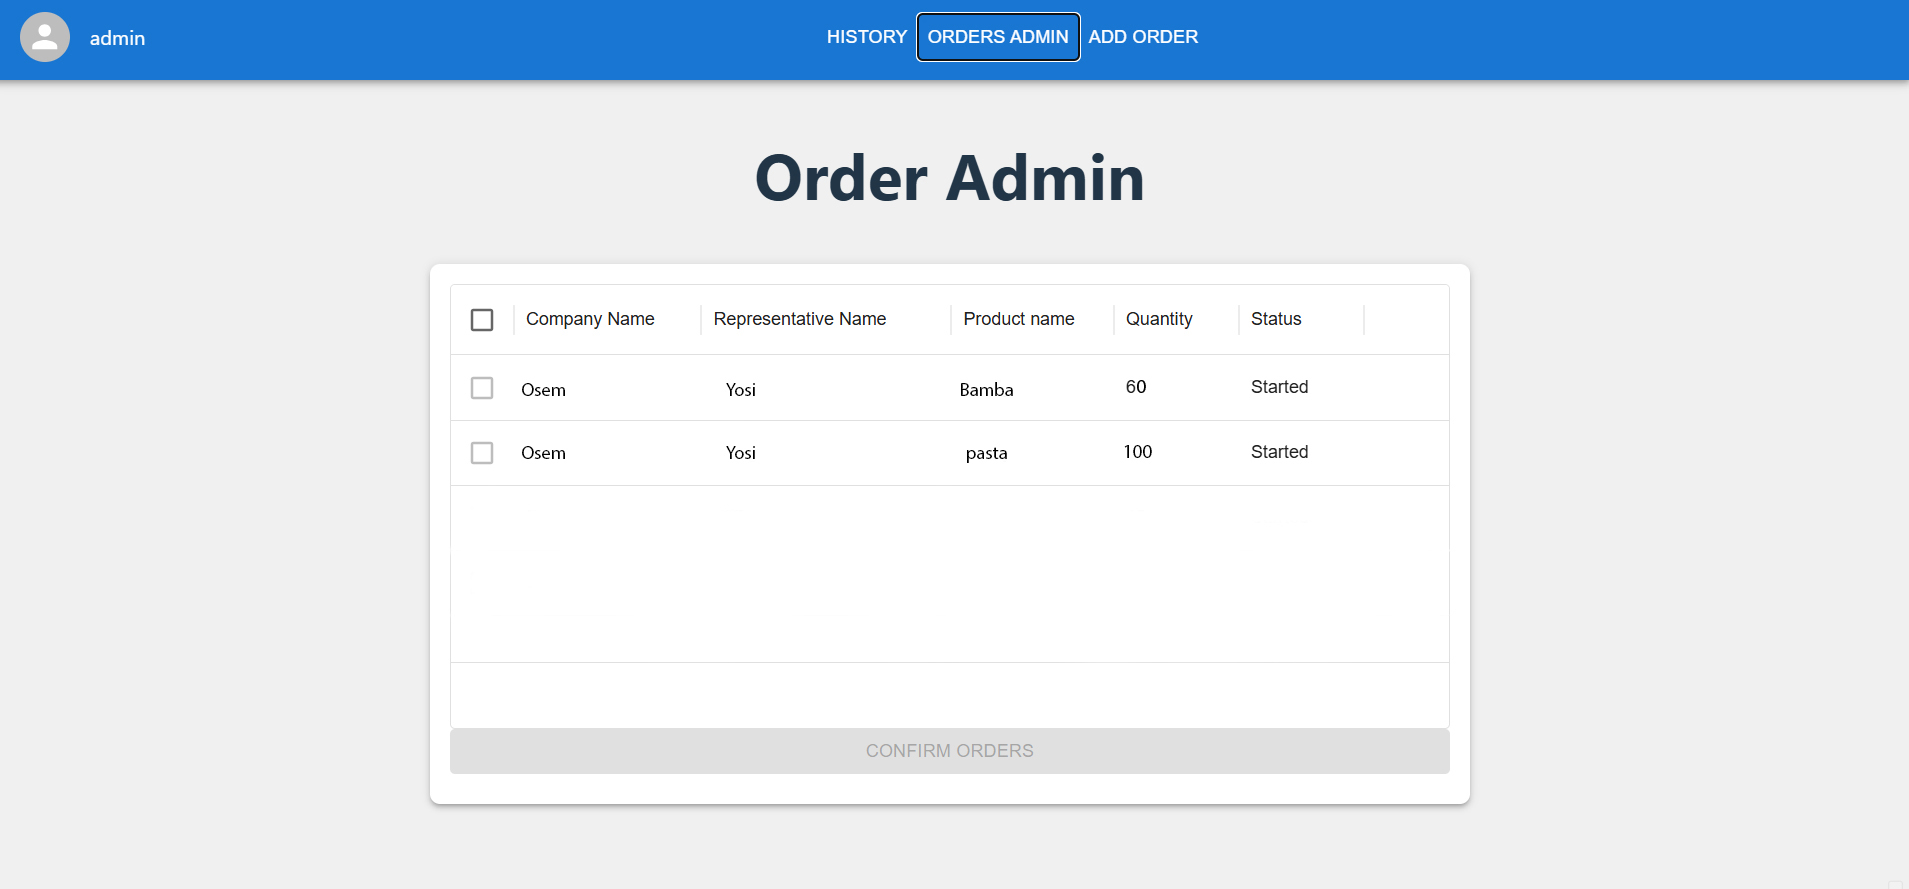 admin
HISTORY ORDERS ADMIN ADD ORDER
Order Admin
Company Name Representative Name Product name Quantity Status
Osem Yosi Bamba 60 Started
Osem Yosi pasta 100 Started
CONFIRM ORDERS